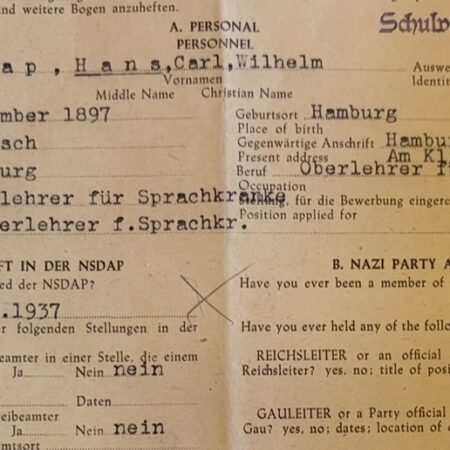 nd weitere Bogen anzuheften.
Schulv
A. PERSONAL
PERSONNEL
ap, Hans, Carl, Wilhelm Auswe
Vornamen Identit
Middle Name Christian Name
mber 1897 Geburtsort Hamburg
Place of birth
sch Gegenwärtige Anschrift Hambu
Present address Am Kl
urg Beruf Oberlehrer f
Occupation
lehrer für Sprachkranke Stellung, für die Bewerbung eingere
erlehrer f.Sprachkr. Position applied for
FT IN DER NSDAP B. NAZI PARTY A
ed der NSDAP? Have you ever been a member of
.1937
r folgenden Stellungen in der Have you ever held any of the follo
eamter in einer Stelle, die einem REICHSLEITER or an official
Ja Nein nein Reichsleiter? yes. no; title of posi
Daten
eibeamter GAULEITER or a Party official
Ja Nein nein Gau? yes, no; dates; location of
mtsort